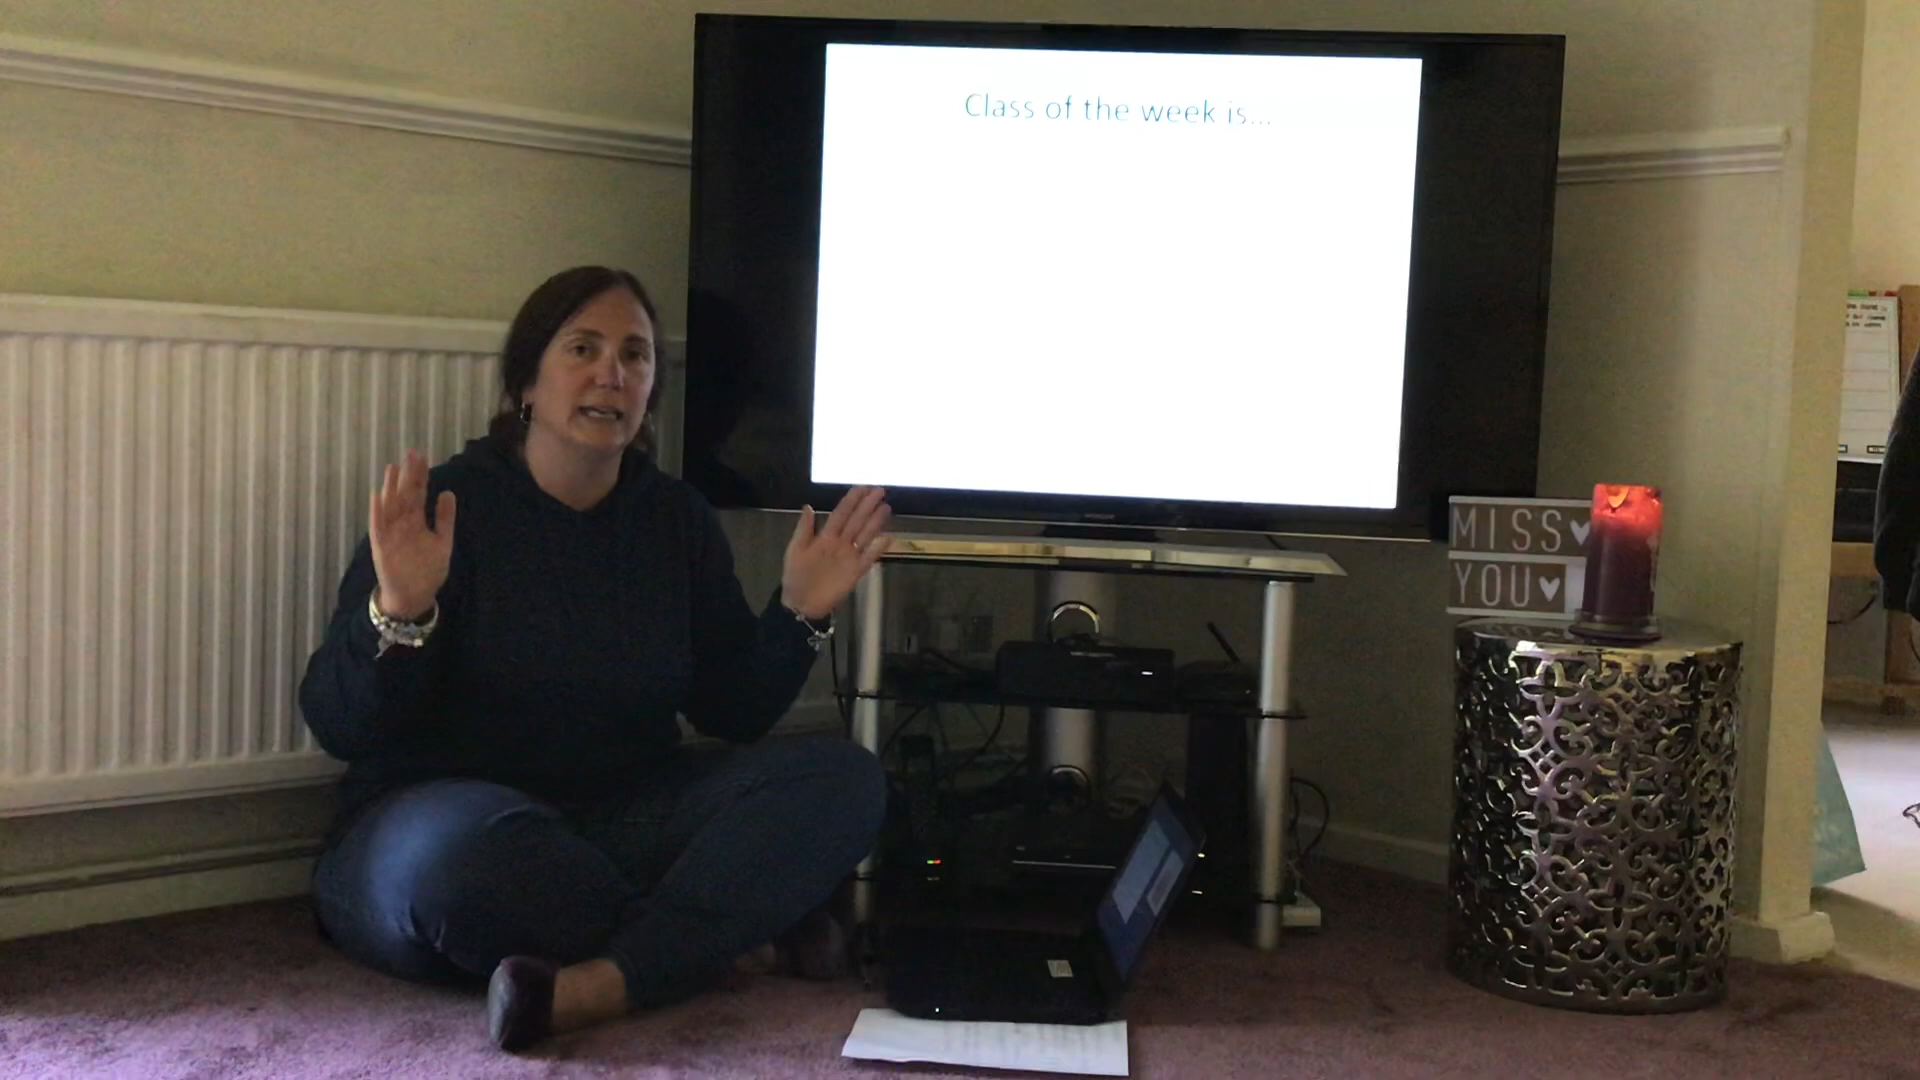 Class of the week is...
MISS ♥
YOU ♥